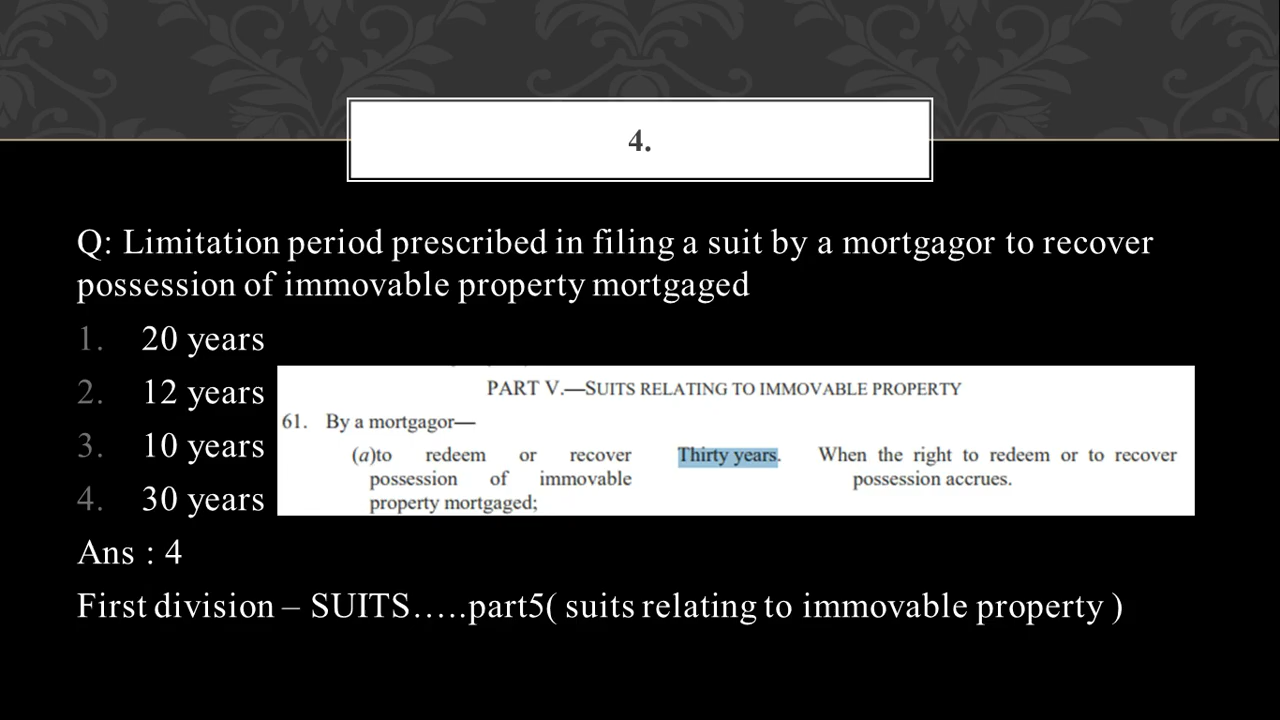 4.
Q: Limitation period prescribed in filing a suit by a mortgagor to recover
possession of immovable property mortgaged
1. 20 years
2. 12 years
3. 10 years
4. 30 years
PART V.—SUITS RELATING TO IMMOVABLE PROPERTY
61. By a mortgagor—
(a)to redeem or recover Thirty years. When the right to redeem or to recover
possession of immovable possession accrues.
property mortgaged;
Ans : 4
First division – SUITS…..part5( suits relating to immovable property )